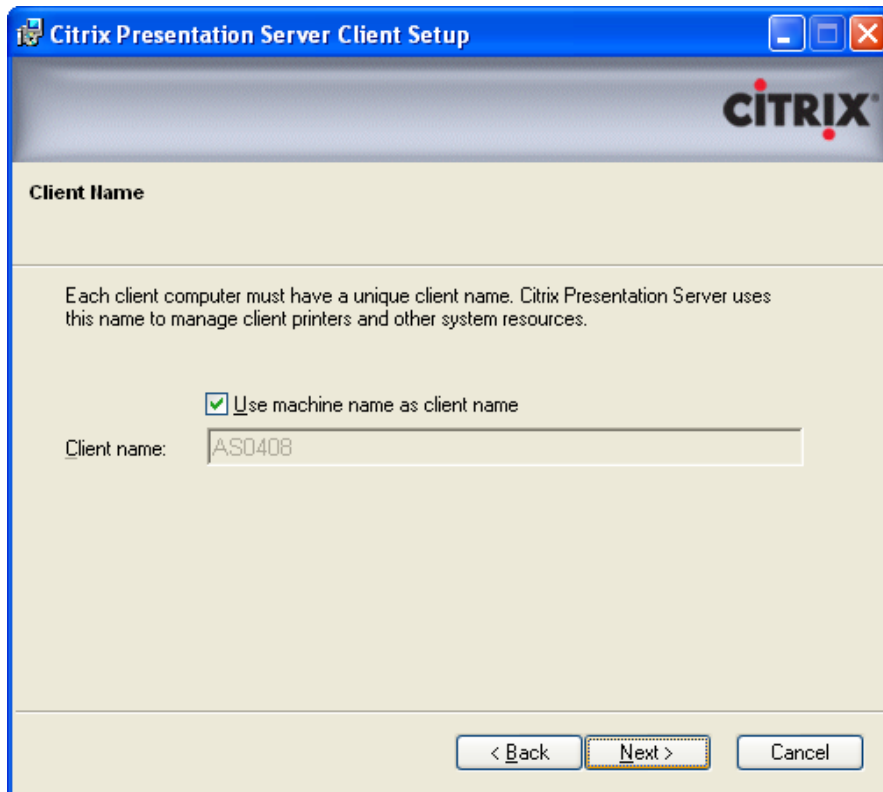 Citrix Presentation Server Client Setup
CITRIX®
Client Name
Each client computer must have a unique client name. Citrix Presentation Server uses
this name to manage client printers and other system resources.
Use machine name as client name
Client name:
AS0408
< Back
Next >
Cancel